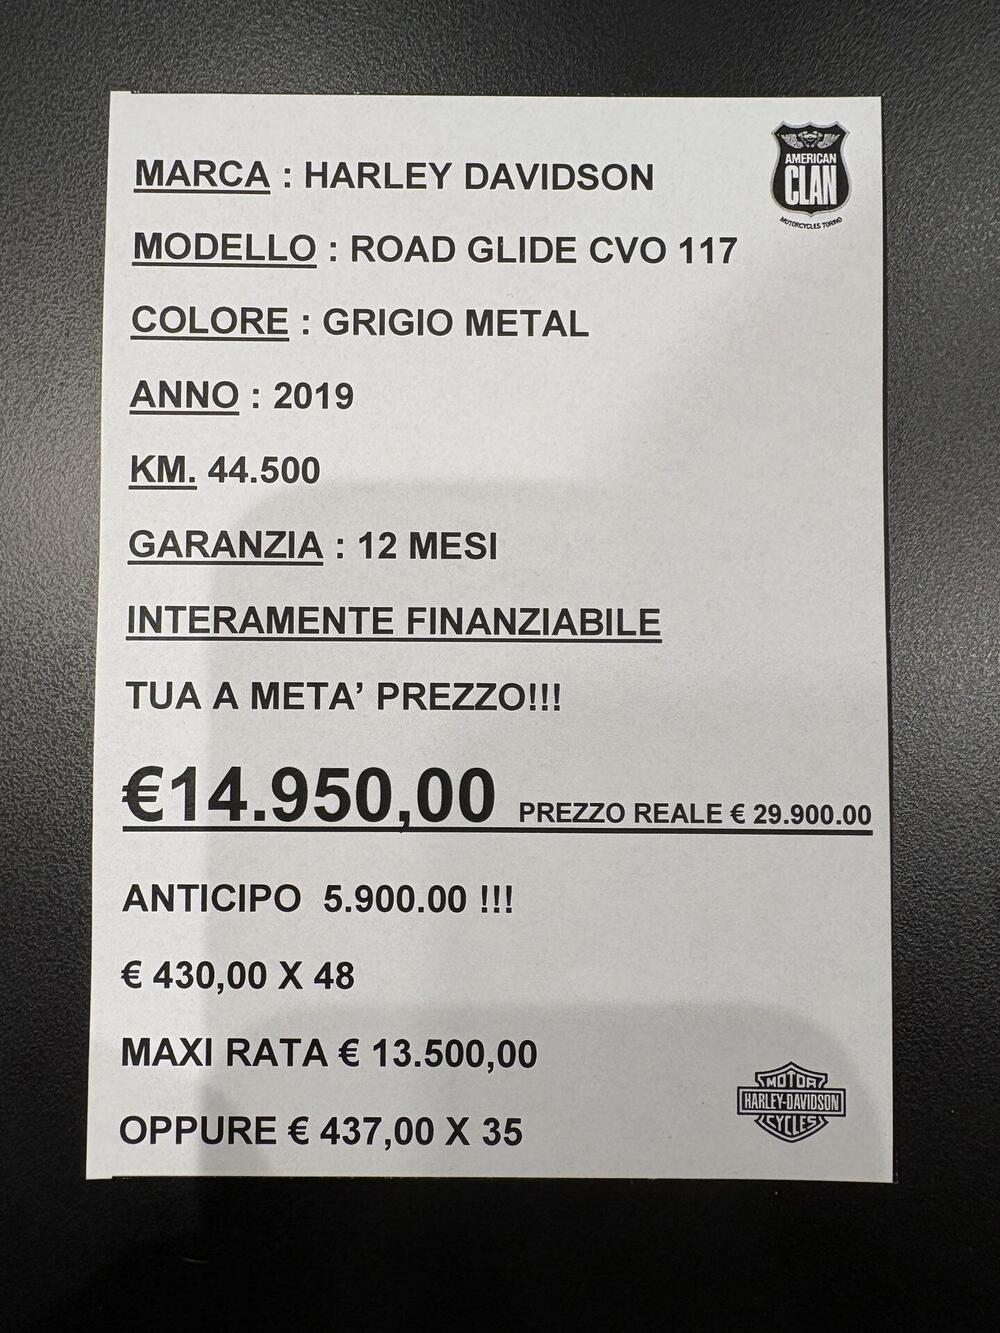 AMERICAN
CLAN
MOTORCYCLES TORINO
MARCA : HARLEY DAVIDSON
MODELLO : ROAD GLIDE CVO 117
COLORE : GRIGIO METAL
ANNO : 2019
KM. 44.500
GARANZIA : 12 MESI
INTERAMENTE FINANZIABILE
TUA A META’ PREZZO!!!
€14.950,00 PREZZO REALE € 29.900.00
ANTICIPO 5.900.00 !!!
€ 430,00 X 48
MAXI RATA € 13.500,00
OPPURE € 437,00 X 35
MOTOR
HARLEY-DAVIDSON
CYCLES